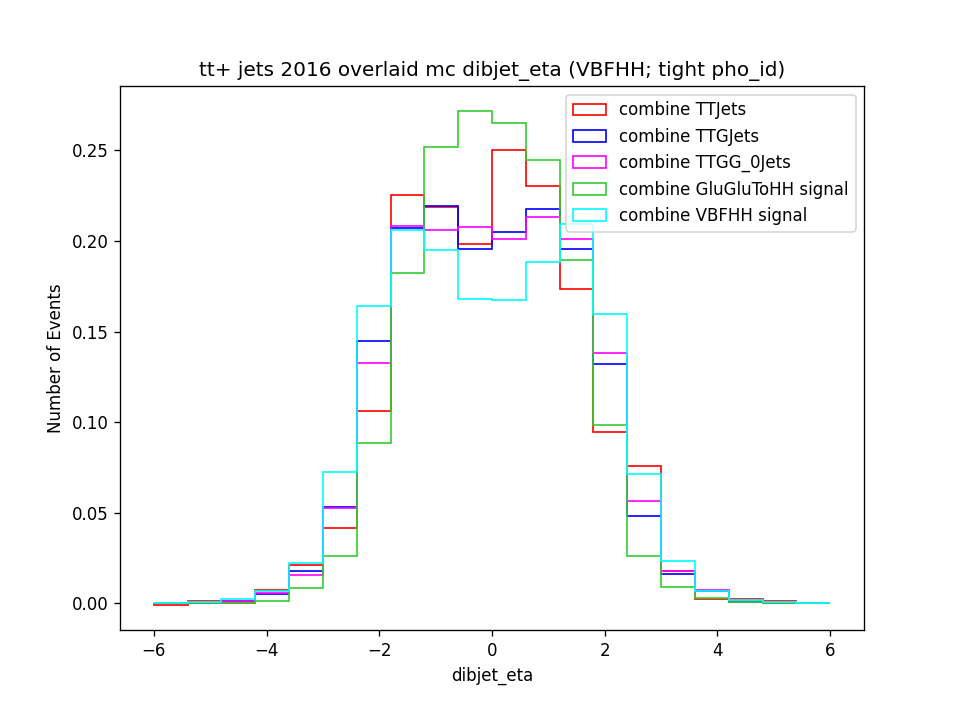 tt+ jets 2016 overlaid mc dibjet_eta (VBFHH; tight pho_id)
combine TTJets
combine TTGJets
combine TTGG_0Jets
combine GluGluToHH signal
combine VBFHH signal
Number of Events
0.25
0.20
0.15
0.10
0.05
0.00
−6
−4
−2
0
2
4
6
dibjet_eta